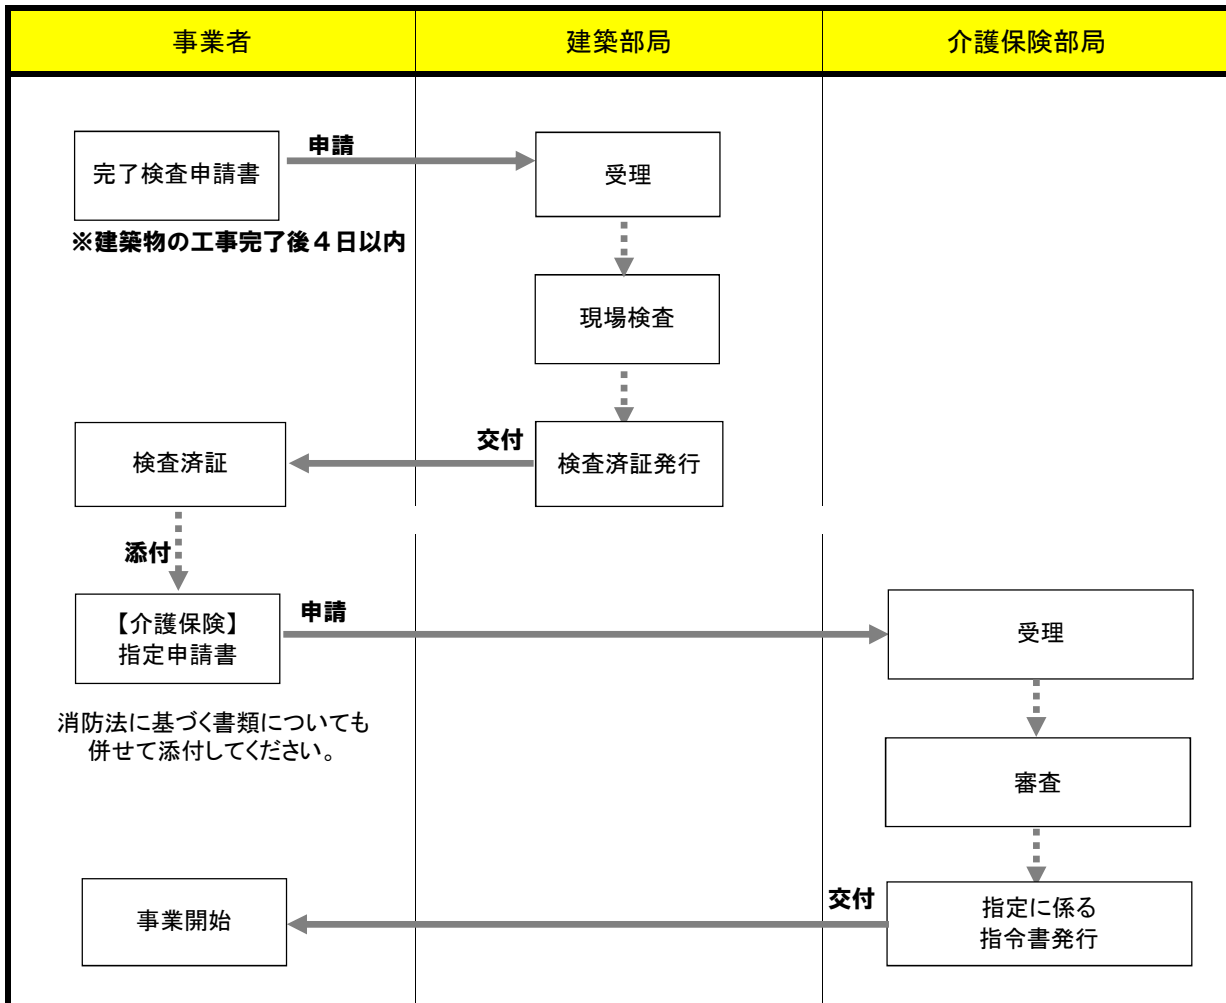 事業者
建築部局
介護保険部局
完了検査申請書
申請
受理
※建築物の工事完了後４日以内
現場検査
検査済証
交付
検査済証発行
添付
【介護保険】
指定申請書
申請
受理
消防法に基づく書類についても
併せて添付してください。
審査
事業開始
交付
指定に係る
指令書発行